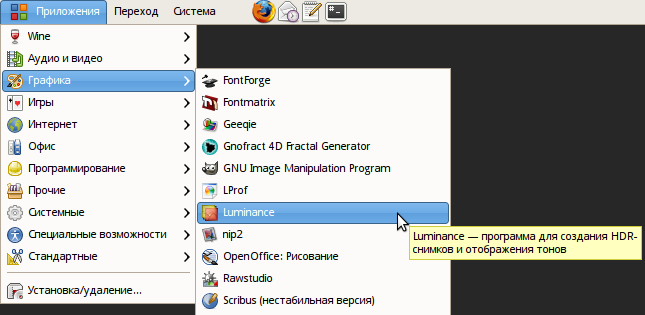 Приложения Переход Система
Wine
Аудио и видео
Графика
Игры
Интернет
Офис
Программирование
Прочие
Системные
Специальные возможности
Стандартные
Установка/удаление...
FontForge
Fontmatrix
Geeqie
Gnofract 4D Fractal Generator
GNU Image Manipulation Program
LProf
Luminance
nip2
OpenOffice: Рисование
Rawstudio
Scribus (нестабильная версия)
Luminance — программа для создания HDR-
снимков и отображения тонов